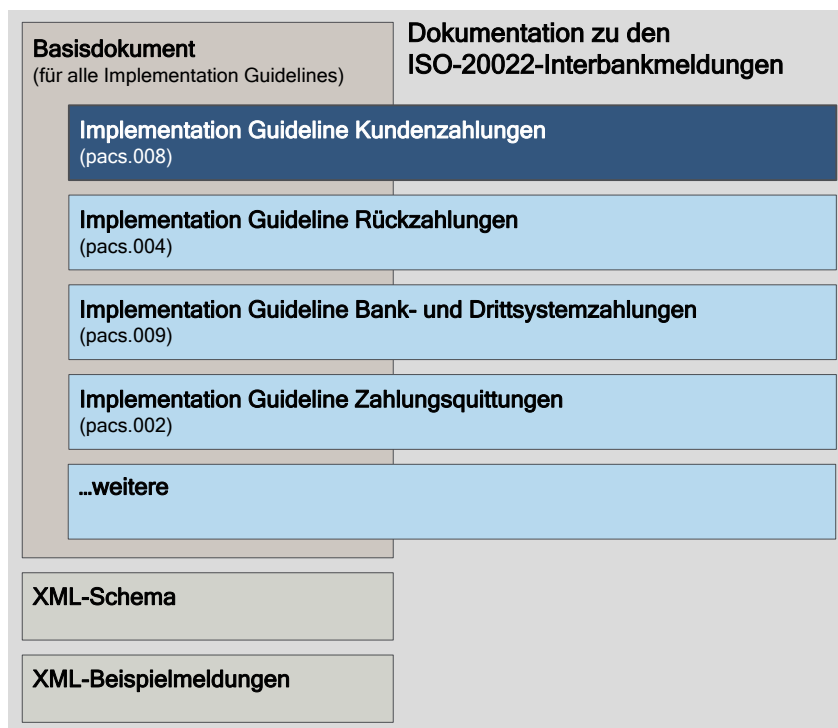 Basisdokument
(für alle Implementation Guidelines)
Dokumentation zu den
ISO-20022-Interbankmeldungen
Implementation Guideline Kundenzahlungen
(pacs.008)
Implementation Guideline Rückzahlungen
(pacs.004)
Implementation Guideline Bank- und Drittsystemzahlungen
(pacs.009)
Implementation Guideline Zahlungsquittungen
(pacs.002)
...weitere
XML-Schema
XML-Beispielmeldungen